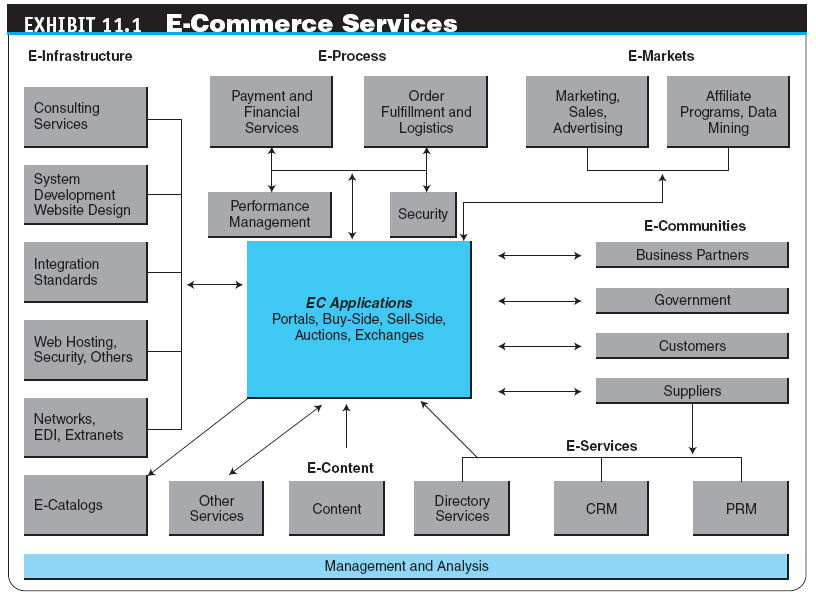 EXHIBIT 11.1 E-Commerce Services
E-Infrastructure
E-Process
E-Markets
Consulting
Services
Payment and
Financial
Services
Order
Fulfillment and
Logistics
Marketing,
Sales,
Advertising
Affiliate
Programs, Data
Mining
System
Development
Website Design
Performance
Management
Security
E-Communities
Business Partners
Integration
Standards
EC Applications
Portals, Buy-Side, Sell-Side,
Auctions, Exchanges
Government
Web Hosting,
Security, Others
Customers
Suppliers
Networks,
EDI, Extranets
E-Services
E-Content
E-Catalogs
Other
Services
Content
Directory
Services
CRM
PRM
Management and Analysis